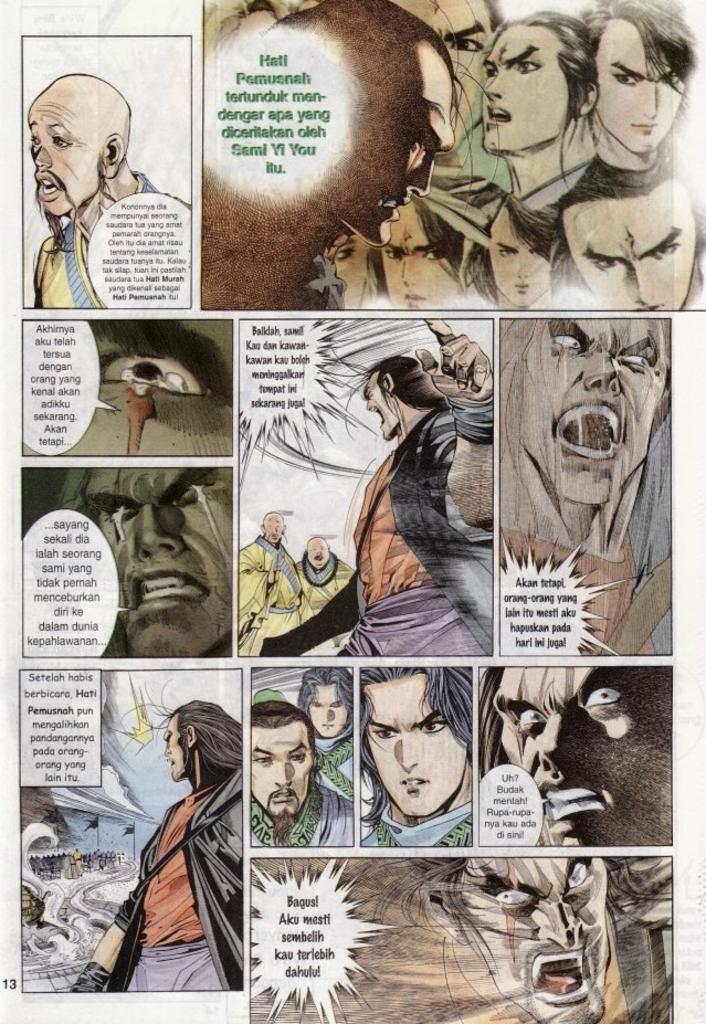 Kononnya dia
mempunyai seorang
saudara yang amat
pemarah orangnya.
Oleh itu dia amat risau
tentang keselamatan
saudara tuanya itu. Kalau
tak silap, tuan ini pastilah
saudara tua Hati Murah
yang dikenali sebagai
Hati Pemusnah itu!
Hati
Pemusnah
tertunduk men-
dengar apa yang
diceritakan oleh
Sami Yi You
itu.
Akhirnya
aku telah
tersua
dengan
orang yang
kenal akan
adikku
sekarang.
Akan
tetapi...
...sayang
sekali dia
ialah seorang
sami yang
tidak pernah
menceburkan
diri ke
dalam dunia
kepahlawanan...
Baiklah, sami!
Kau dan kawan-
kawan kau boleh
meninggalkan
tempat ini
sekarang juga!
Akan tetapi,
orang-orang yang
lain itu mesti aku
hapuskan pada
hari ini juga!
Setelah habis
berbicara, Hati
Pemusnah pun
mengalihkan
pandangannya
pada orang-
orang yang
lain itu.
Uh?
Budak
mentah!
Rupa-rupa-
nya kau ada
di sini!
Bagus!
Aku mesti
sembelih
kau terlebih
dahulu!
13